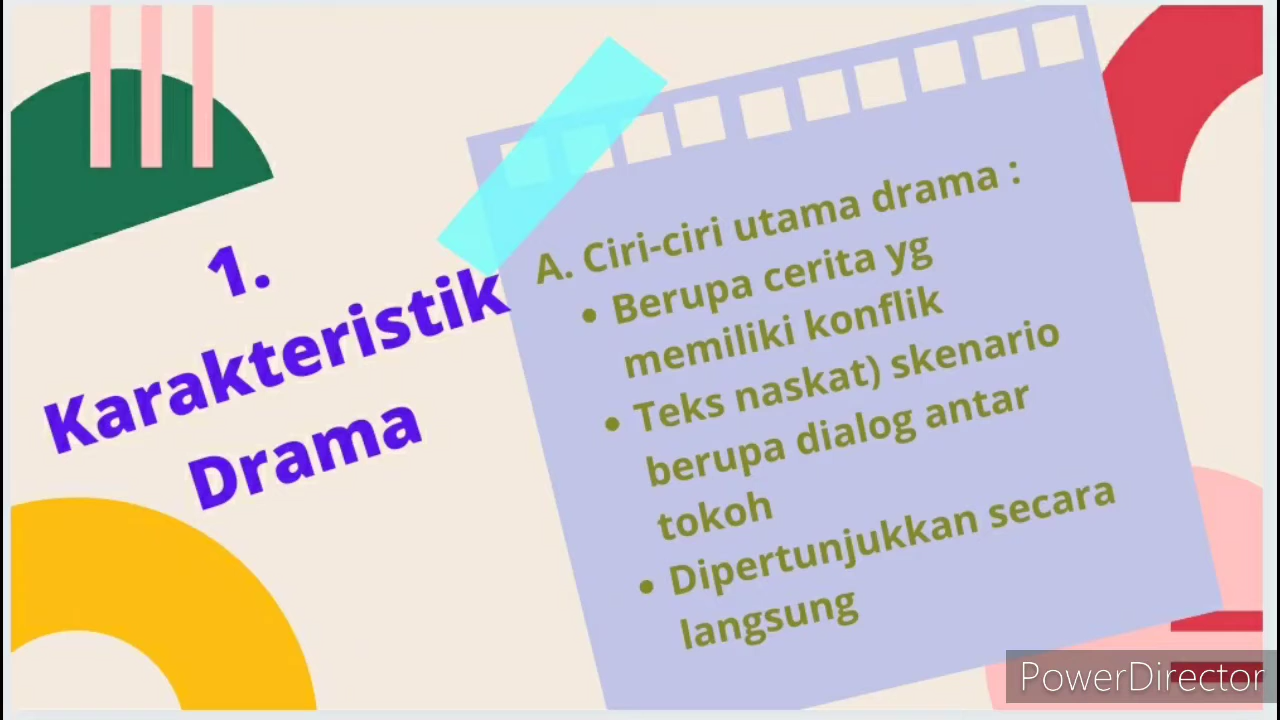 1.
Karakteristik
Drama
A. Ciri-ciri utama drama :
• Berupa cerita yg
memiliki konflik
• Teks naskat) skenario
berupa dialog antar
tokoh
• Dipertunjukkan secara
langsung
PowerDirector